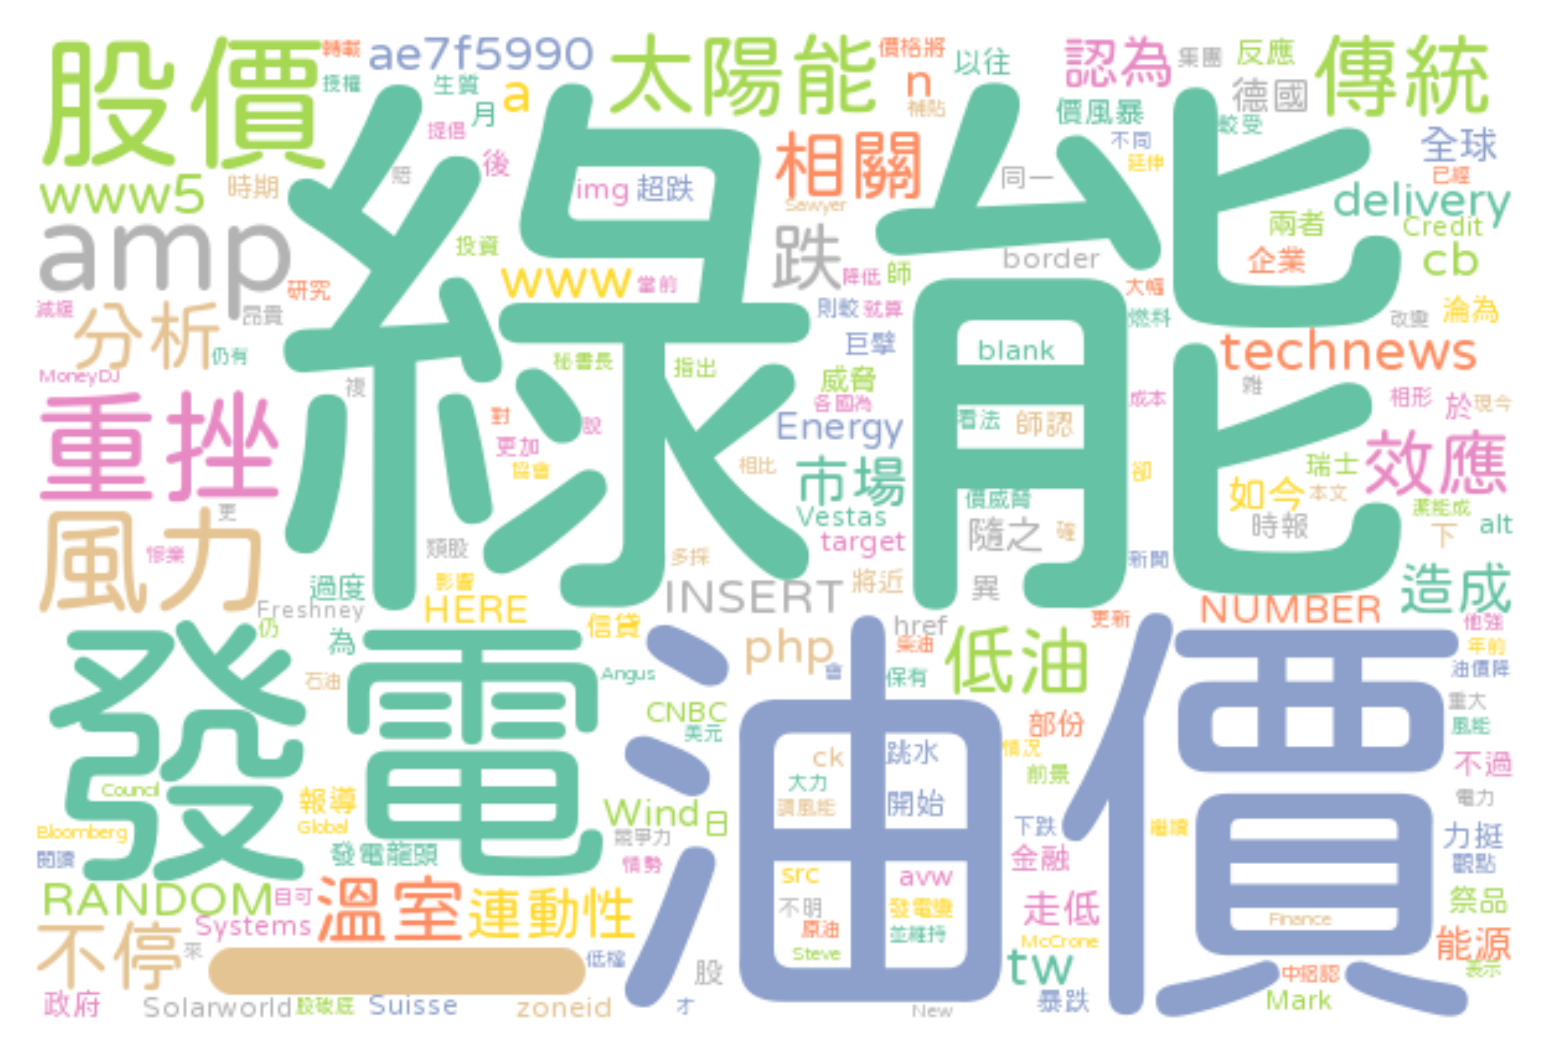 股價 轉載 ae7f5990 太陽能 價格將 以往 認為 集團 反應 傳統
授權 生質 a n 補貼 德國
月 提倡 價風暴 不同 較受 全球
綠能
www5 時期 後 賠 img 超跌 相關 同一 延伸 已經 delivery
Sawyer 兩者 Credit
amp 投資 跌 border 企業 cb
研究 www 當前 降低 師 大幅
減緩 分析 昂貴 則較 就算 燃料 改變 淪為
仍有 秘書長 指出 巨擘 blank technews
MoneyDJ 複 威脅 雜
重挫 對 脫 各國為 成本 相形 於 現今
更加 Energy 看法 師認 效應
協會 相比 市場 卻 瑞士
更 價威脅 如今 本文
風力 慘業 類股 Vestas 隨之 確 時報 潔能成 下 alt
target 多採 新聞
過度 影響 INSERT 將近 異 造成
Freshney HERE 信貸 href 更新 NUMBER 他強
仍 為 php 柴油 低油 年前
發電 油價
石油 Angus 會 保有 油價降
CNBC 部份 重大
美元 ck 跳水 情況 風能
大力 前景 不過
Council 報導 頭風能 開始 電力
Bloomberg Global Wind 日 下跌 繼續 力挺
閱讀 發電龍頭 競爭力 金融 觀點
情勢 src avw
RANDOM 目可 溫室 連動性 不明 發電變 走低 Finance 祭品
Systems 原油 並維持 McCrone 能源
不停 來 低檔 股 Steve tw 中貂認 表示
政府 Solarworld 股破底 Suisse zoneid 才 New 暴跌 Mark